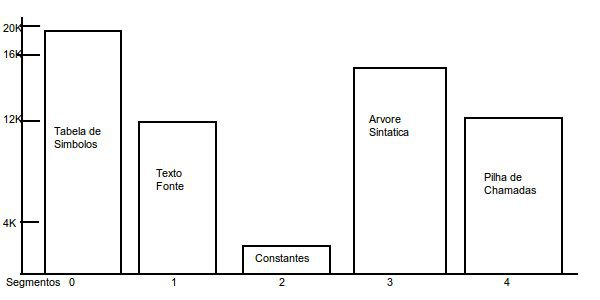 20K
16K
12K
4K
Tabela de
Simbolos
Texto
Fonte
Constantes
Arvore
Sintatica
Pilha de
Chamadas
Segmentos 0 1 2 3 4